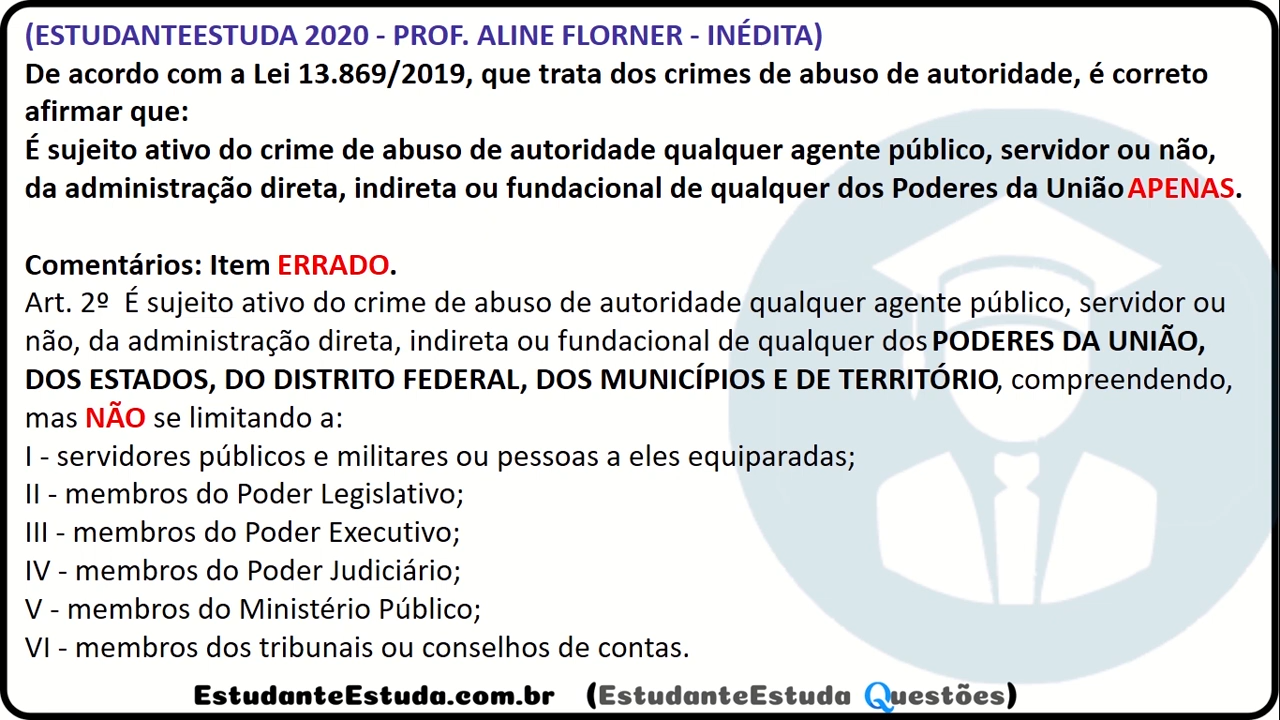 (ESTUDANTEESTUDA 2020 - PROF. ALINE FLORNER - INÉDITA)
De acordo com a Lei 13.869/2019, que trata dos crimes de abuso de autoridade, é correto
afirmar que:
É sujeito ativo do crime de abuso de autoridade qualquer agente público, servidor ou não,
da administração direta, indireta ou fundacional de qualquer dos Poderes da União APENAS.
Comentários: Item ERRADO.
Art. 2º É sujeito ativo do crime de abuso de autoridade qualquer agente público, servidor ou
não, da administração direta, indireta ou fundacional de qualquer dos PODERES DA UNIÃO,
DOS ESTADOS, DO DISTRITO FEDERAL, DOS MUNICÍPIOS E DE TERRITÓRIO, compreendendo,
mas NÃO se limitando a:
I - servidores públicos e militares ou pessoas a eles equiparadas;
II - membros do Poder Legislativo;
III - membros do Poder Executivo;
IV - membros do Poder Judiciário;
V - membros do Ministério Público;
VI - membros dos tribunais ou conselhos de contas.
EstudanteEstuda.com.br (EstudanteEstuda Questões)